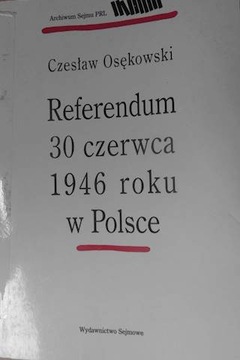 Archiwum Sejmu PRL
Czesław Osękowski
Referendum
30 czerwca
1946 roku
w Polsce
Wydawnictwo Sejmowe